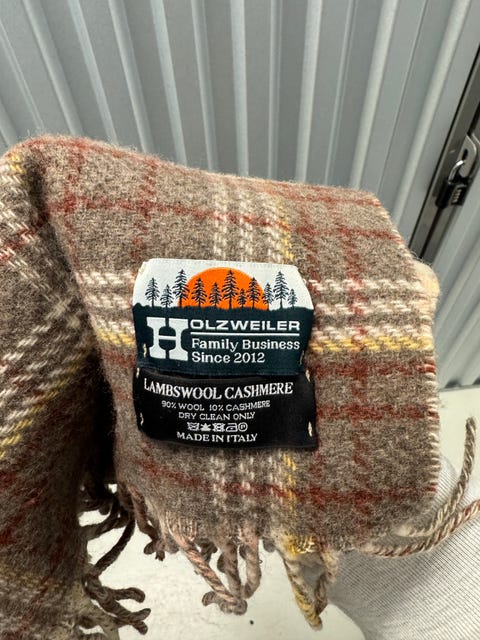 HOLZWEILER
Family Business
Since 2012
LAMBSWOOL CASHMERE
90% WOOL 10% CASHMERE
DRY CLEAN ONLY
MADE IN ITALY